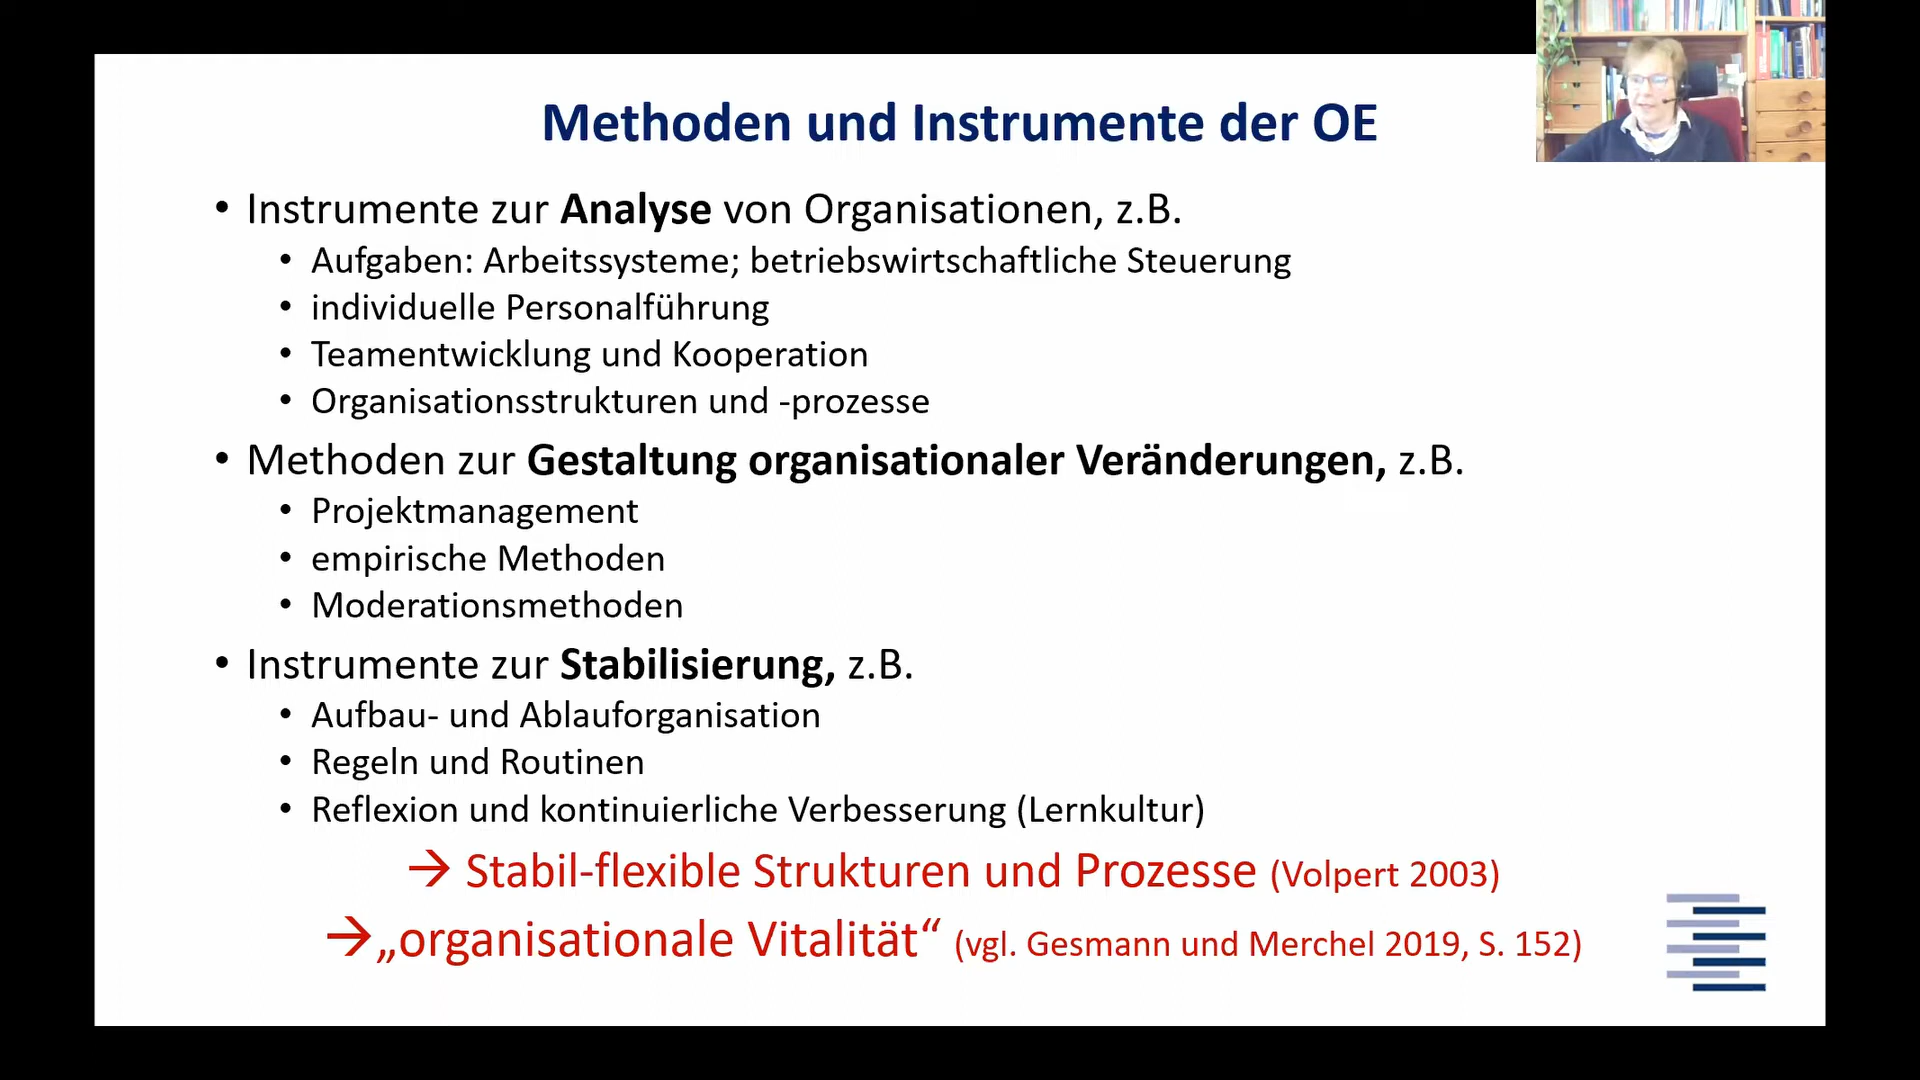 Methoden und Instrumente der OE
• Instrumente zur Analyse von Organisationen, z.B.
• Aufgaben: Arbeitssysteme; betriebswirtschaftliche Steuerung
• individuelle Personalführung
• Teamentwicklung und Kooperation
• Organisationsstrukturen und -prozesse
• Methoden zur Gestaltung organisationaler Veränderungen, z.B.
• Projektmanagement
• empirische Methoden
• Moderationsmethoden
• Instrumente zur Stabilisierung, z.B.
• Aufbau- und Ablauforganisation
• Regeln und Routinen
• Reflexion und kontinuierliche Verbesserung (Lernkultur)
→ Stabil-flexible Strukturen und Prozesse (Volpert 2003)
→„organisationale Vitalität“ (vgl. Gesmann und Merchel 2019, S. 152)